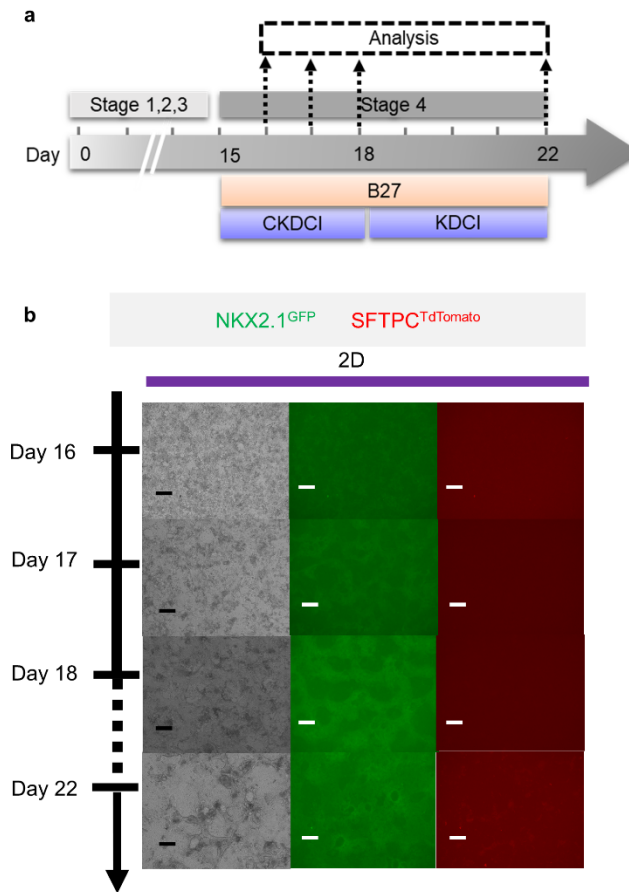 a
Analysis
Stage 1,2,3
Stage 4
Day
0
15
18
22
B27
CKDCI
KDCI
b
NKX2.1GFP SFTPCTdTomato
2D
Day 16
Day 17
Day 18
Day 22